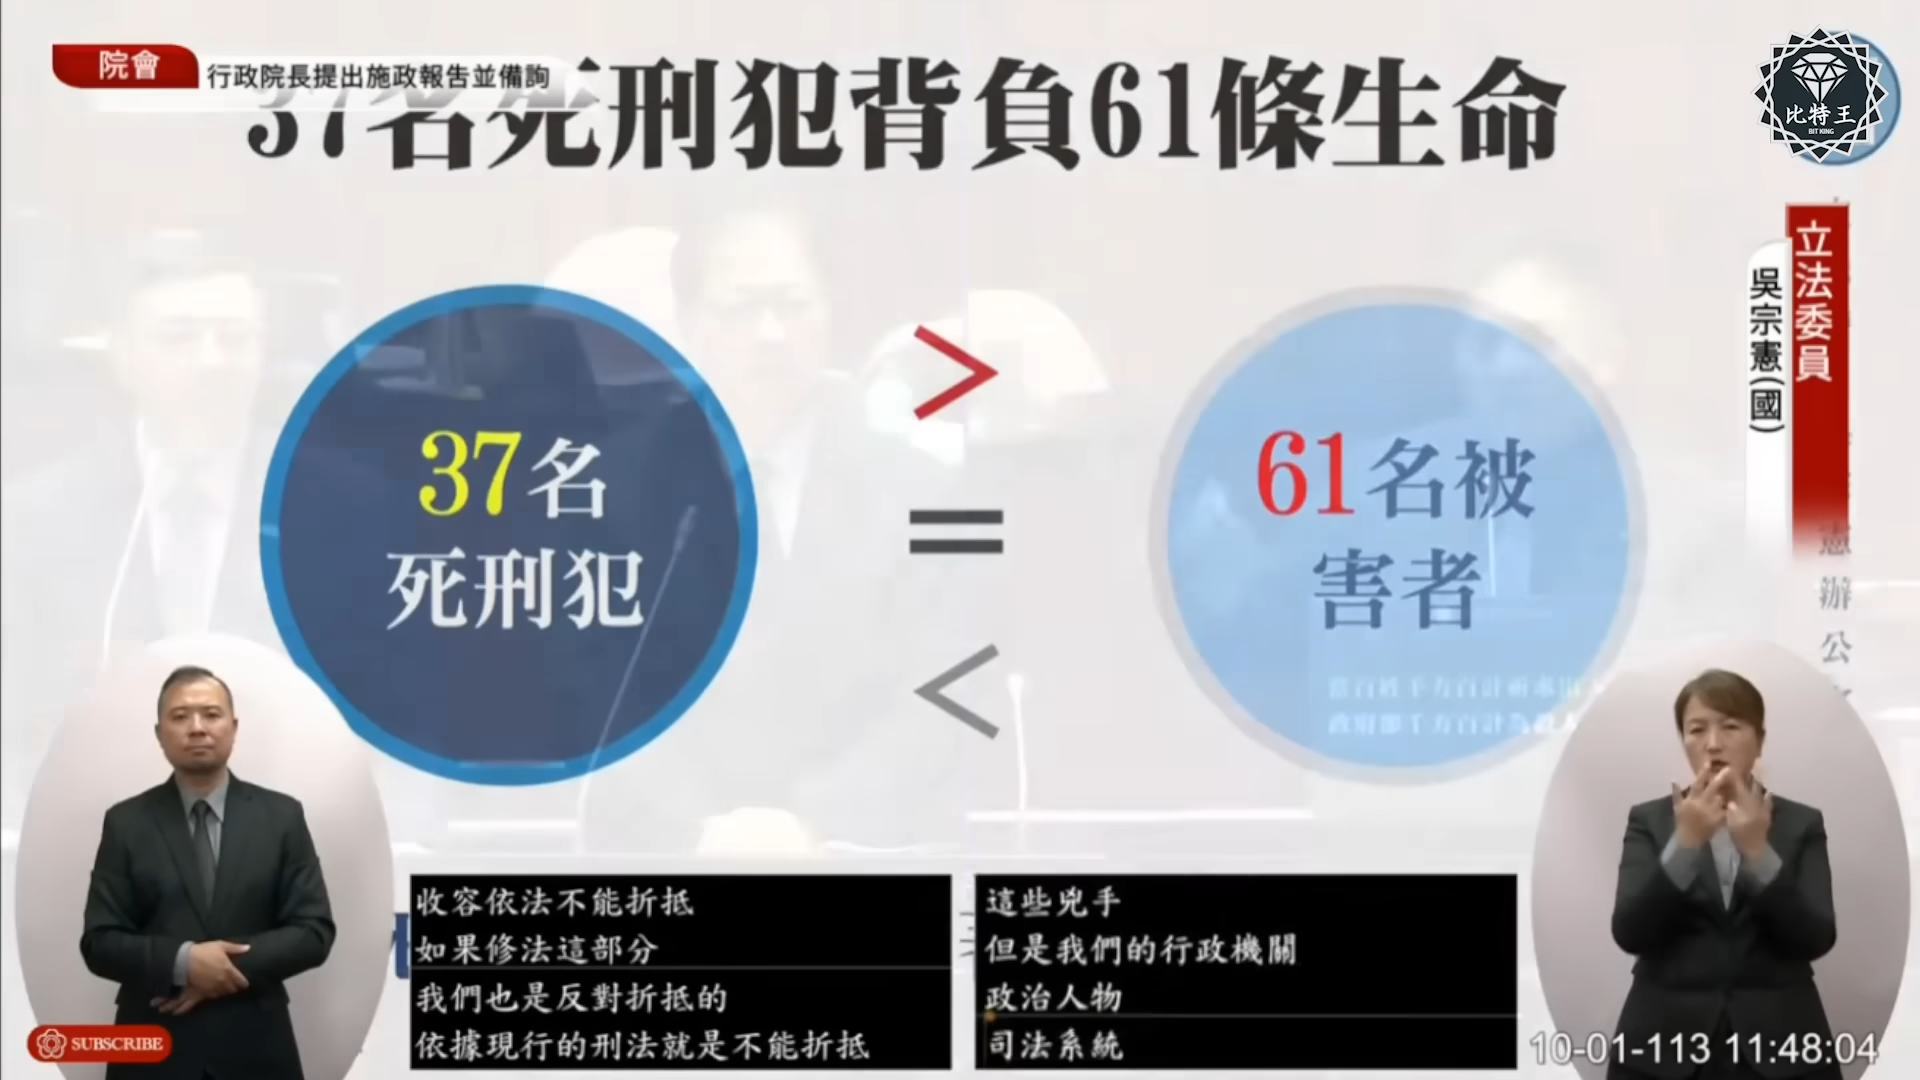 院會
行政院長提出施政報告並備詢
37名死刑犯背負61條生命
比特王
BIT KING
立法委員
吳宗憲(國)
37名
死刑犯
>
=
<
61名被
害者
憲辦公
收容依法不能折抵
如果修法這部分
我們也是反對折抵的
依據現行的刑法就是不能折抵
這些兇手
但是我們的行政機關
政治人物
司法系統
SUBSCRIBE
10-01-113 11:48:04